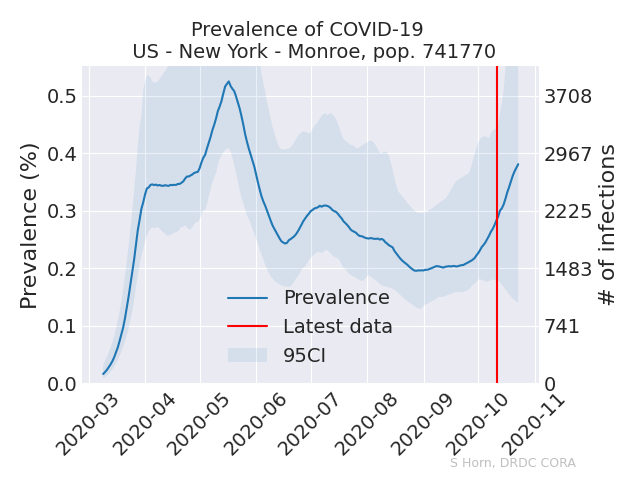 Prevalence of COVID-19
US - New York - Monroe, pop. 741770
Prevalence (%)
0.5
0.4
0.3
0.2
0.1
0.0
3708
2967
2225
1483
741
0
# of infections
Prevalence
Latest data
95CI
2020-03
2020-04
2020-05
2020-06
2020-07
2020-08
2020-09
2020-10
2020-11
S Horn, DRDC CORA